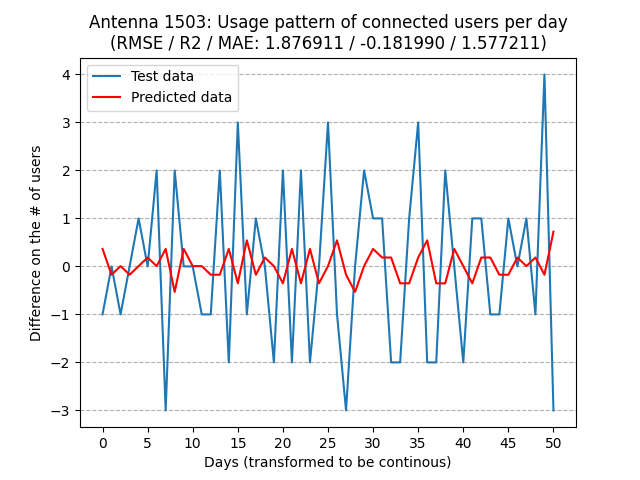 Antenna 1503: Usage pattern of connected users per day
(RMSE / R2 / MAE: 1.876911 / -0.181990 / 1.577211)
Test data
Predicted data
4
3
2
1
0
−1
−2
−3
Difference on the # of users
0 5 10 15 20 25 30 35 40 45 50
Days (transformed to be continous)